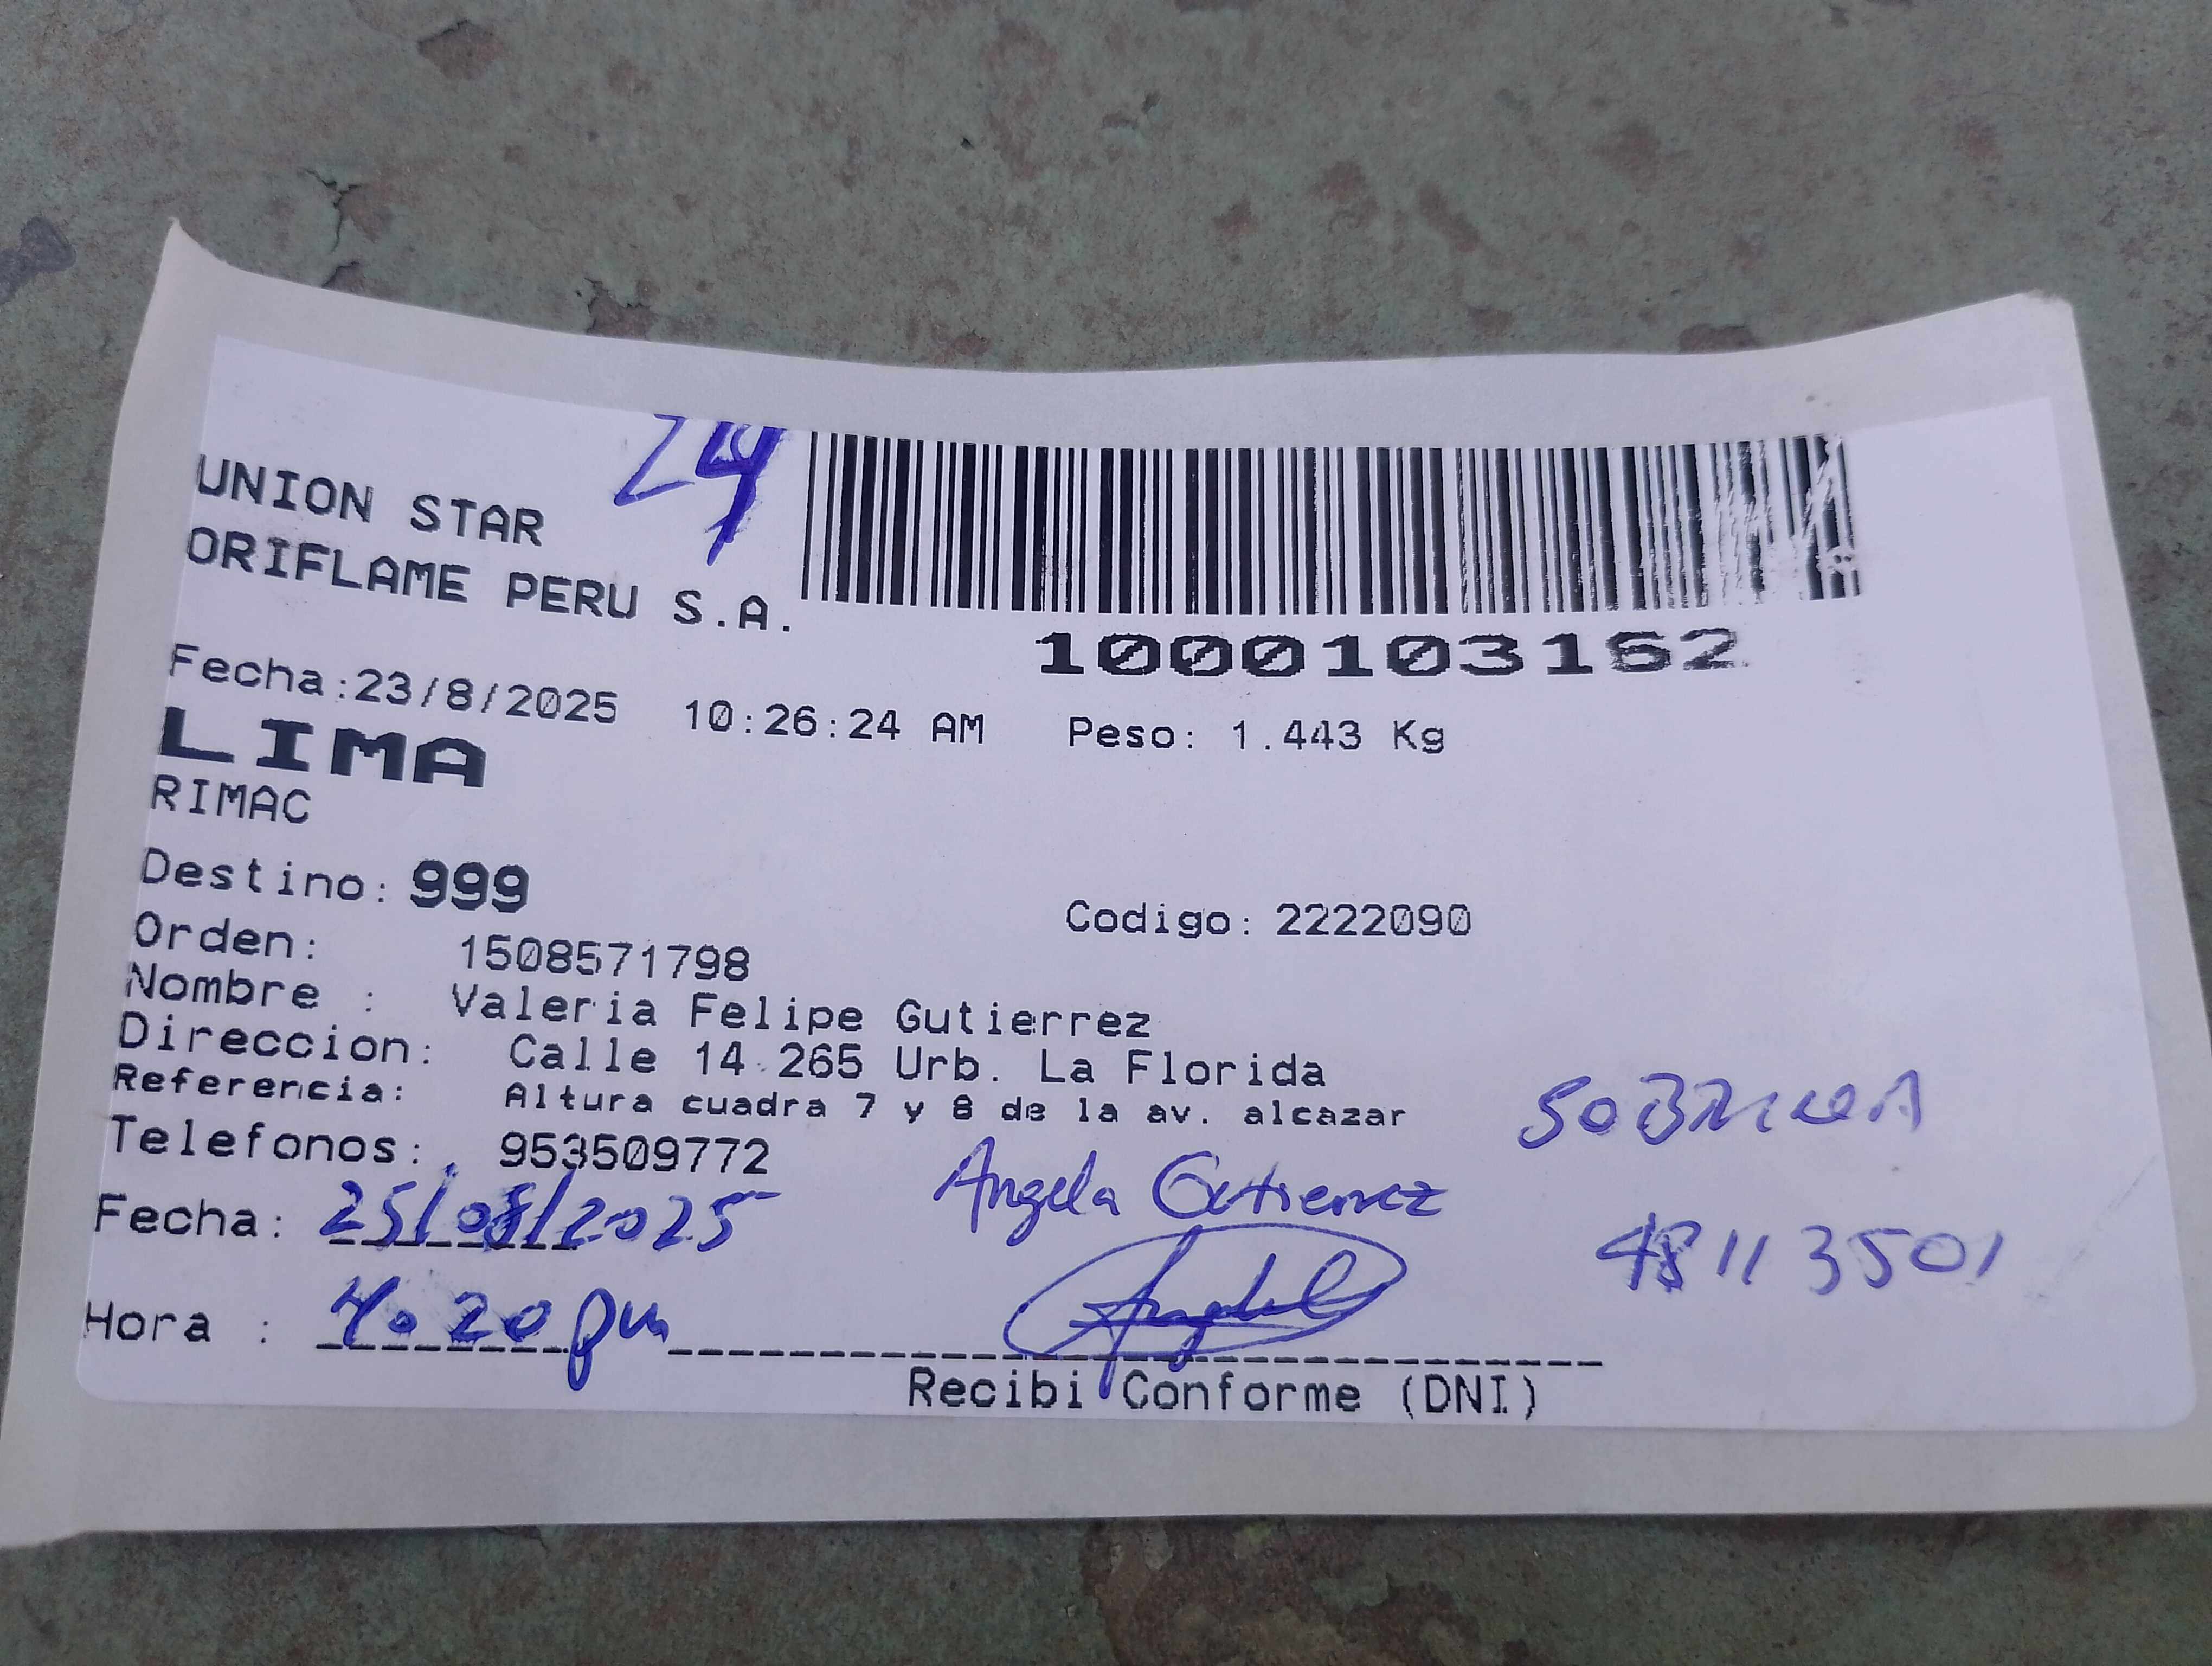 24
UNION STAR
ORIFLAME PERU S.A.
1000103162
Fecha:23/8/2025 10:26:24 AM Peso: 1.443 Kg
LIMA
RIMAC
Destino: 999
Codigo: 2222090
Orden: 1508571798
Nombre : Valeria Felipe Gutierrez
Direccion: Calle 14 265 Urb. La Florida
Referencia: Altura cuadra 7 y 8 de la av. alcazar
SOBRINA
Telefonos: 953509772
Angela Gutierrez
Fecha: 25/08/2025
48113501
Hora : 4:20 pm
Recibi Conforme (DNI)